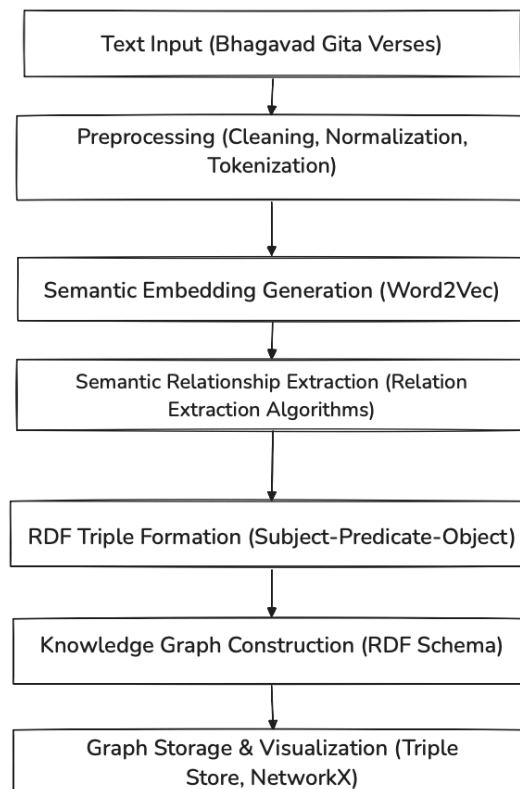 Text Input (Bhagavad Gita Verses)
Preprocessing (Cleaning, Normalization,
Tokenization)
Semantic Embedding Generation (Word2Vec)
Semantic Relationship Extraction (Relation
Extraction Algorithms)
RDF Triple Formation (Subject-Predicate-Object)
Knowledge Graph Construction (RDF Schema)
Graph Storage & Visualization (Triple
Store, NetworkX)